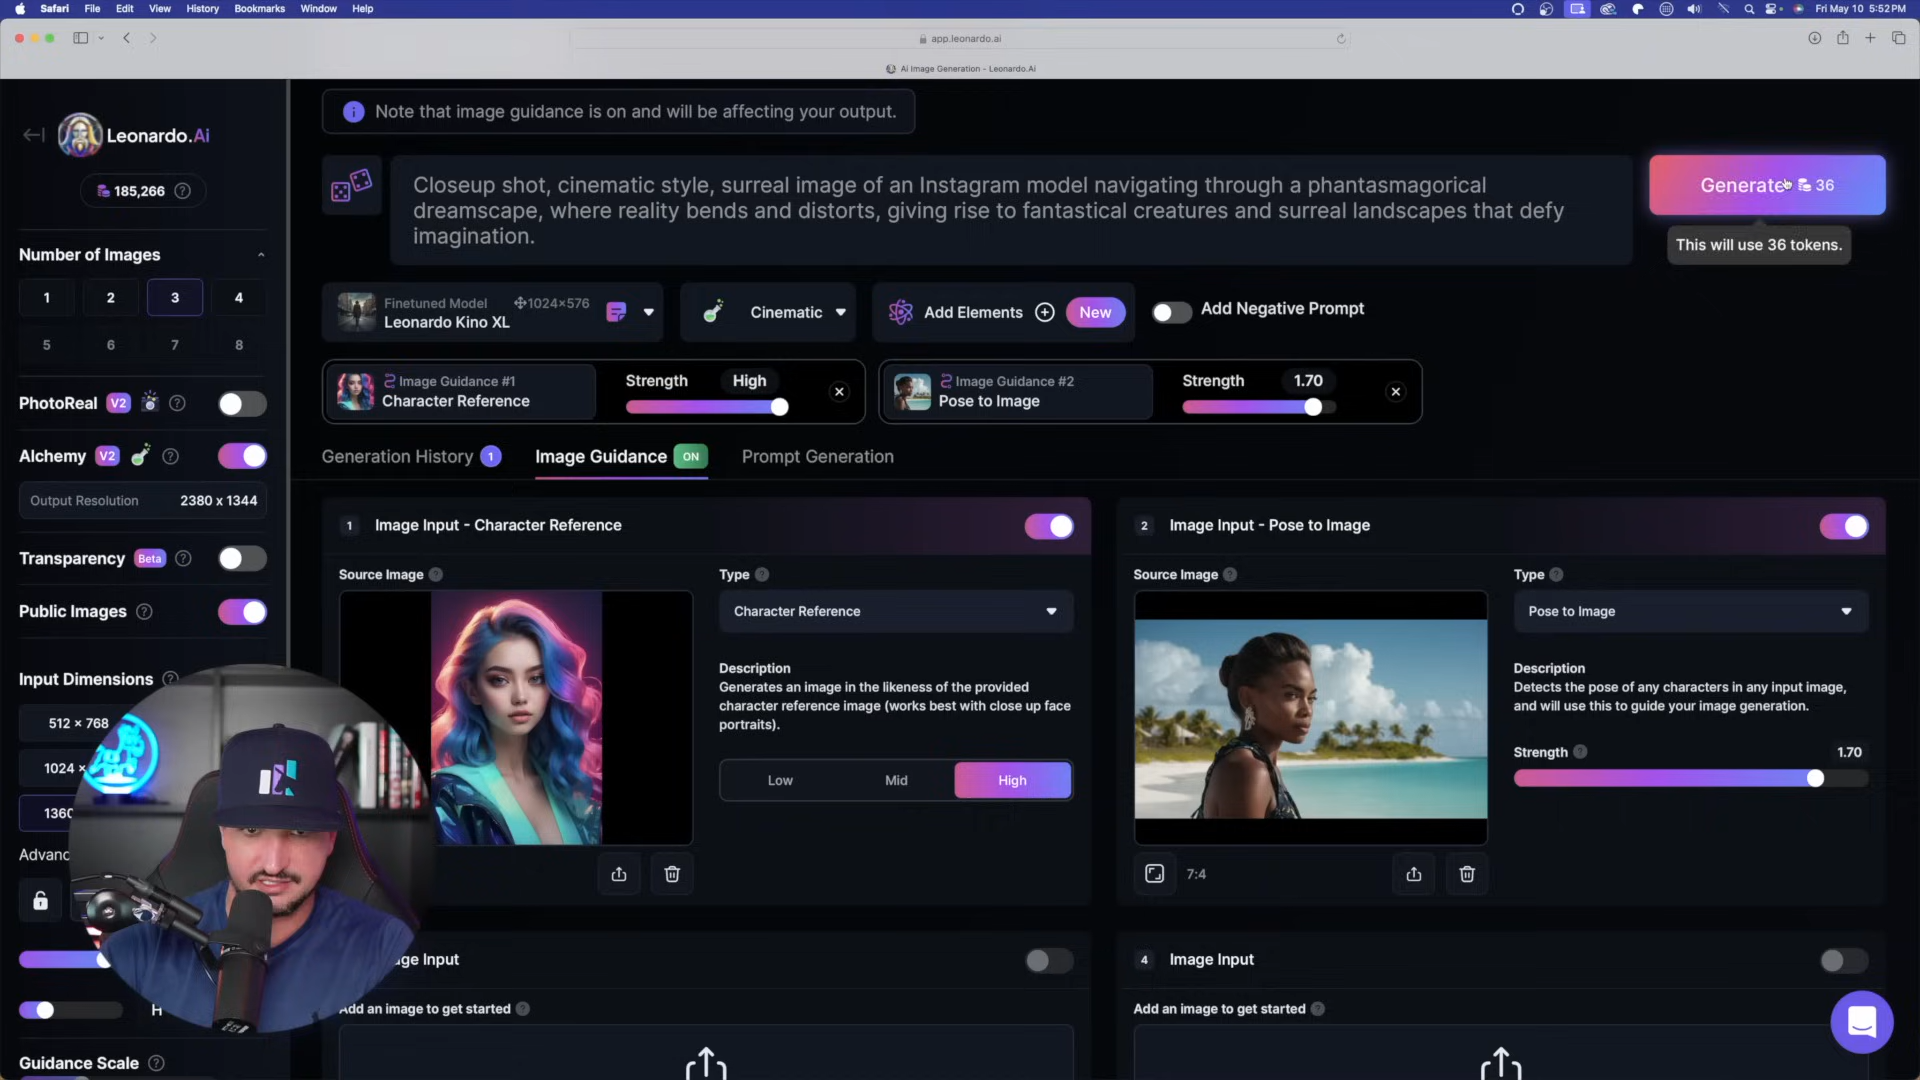 Safari File Edit View History Bookmarks Window Help
Fri May 10 5:52 PM
app.leonardo.ai
Ai Image Generation - Leonardo.Ai
Leonardo.Ai
185,266
Number of Images
1 2 3 4
5 6 7 8
PhotoReal V2
Alchemy V2
Output Resolution 2380 x 1344
Transparency Beta
Public Images
Input Dimensions
512 × 768
1024 ×
1360
Advanc
H
Guidance Scale
Note that image guidance is on and will be affecting your output.
Closeup shot, cinematic style, surreal image of an Instagram model navigating through a phantasmagorical
dreamscape, where reality bends and distorts, giving rise to fantastical creatures and surreal landscapes that defy
imagination.
Generate 36
This will use 36 tokens.
Finetuned Model 1024×576
Leonardo Kino XL
Cinematic
Add Elements New
Add Negative Prompt
Image Guidance #1
Character Reference
Strength High
Image Guidance #2
Pose to Image
Strength 1.70
Generation History 1
Image Guidance ON
Prompt Generation
1 Image Input - Character Reference
Source Image
Type
Character Reference
Description
Generates an image in the likeness of the provided
character reference image (works best with close up face
portraits).
Low Mid High
2 Image Input - Pose to Image
Source Image
Type
Pose to Image
Description
Detects the pose of any characters in any input image,
and will use this to guide your image generation.
Strength 1.70
7:4
ge Input
Add an image to get started
4 Image Input
Add an image to get started